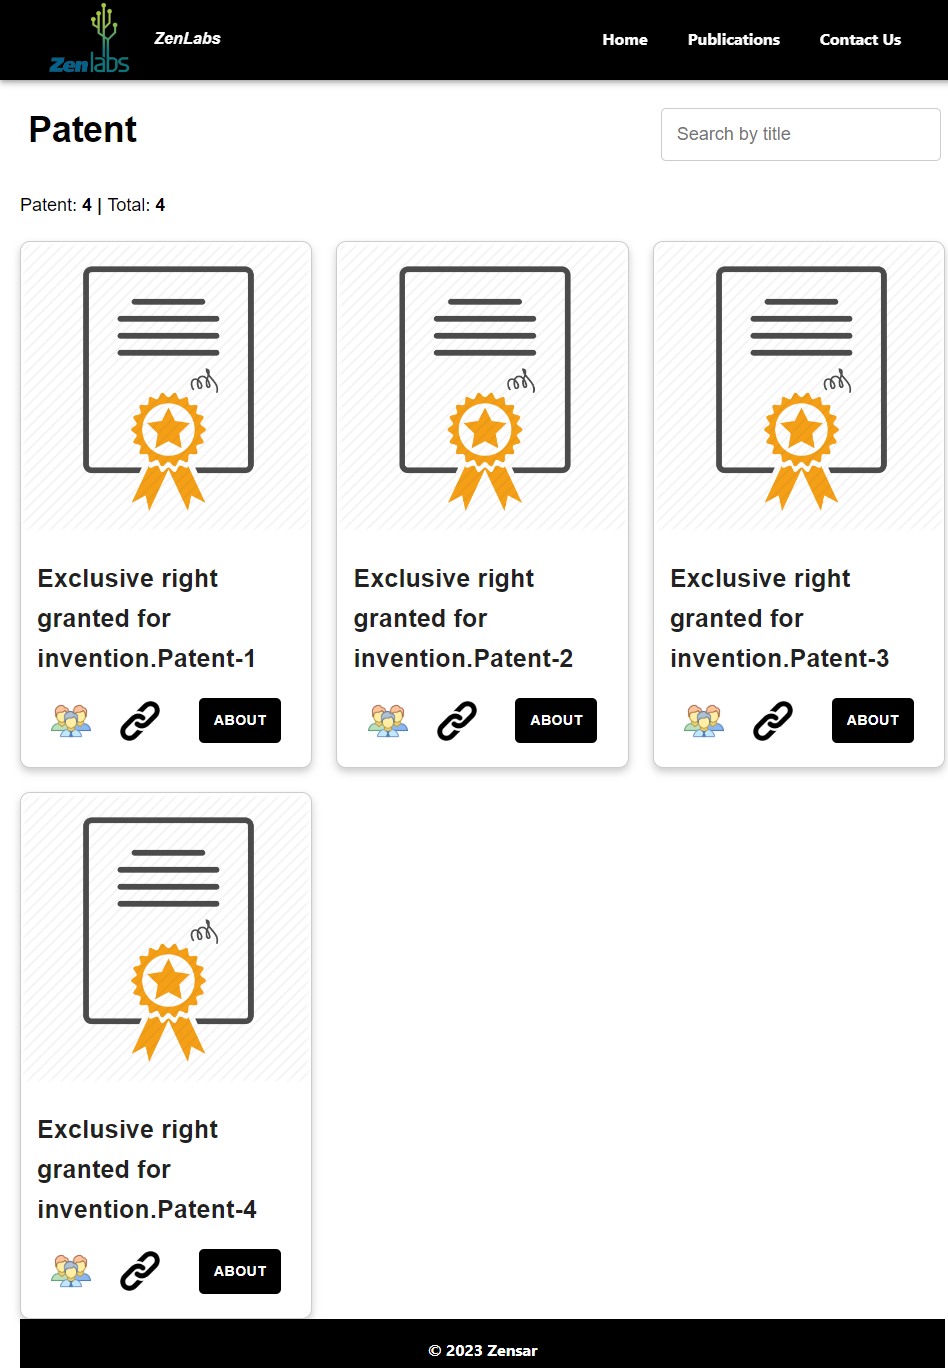 Zenlabs
ZenLabs
Home
Publications
Contact Us
Patent
Search by title
Patent: 4 | Total: 4
Exclusive right
granted for
invention.Patent-1
ABOUT
Exclusive right
granted for
invention.Patent-2
ABOUT
Exclusive right
granted for
invention.Patent-3
ABOUT
Exclusive right
granted for
invention.Patent-4
ABOUT
© 2023 Zensar